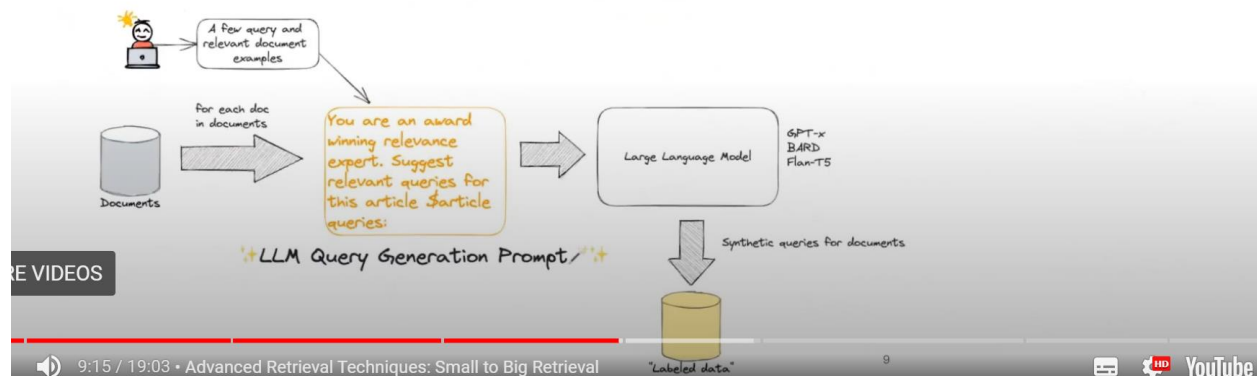 A few query and
relevant document
examples
for each doc
in documents
Documents
You are an award
winning relevance
expert. Suggest
relevant queries for
this article $article
queries:
LLM Query Generation Prompt
Large Language Model
GPT-x
BARD
Flan-T5
Synthetic queries for documents
"Labeled data"
RE VIDEOS
9:15 / 19:03 • Advanced Retrieval Techniques: Small to Big Retrieval
9
HD
YouTube